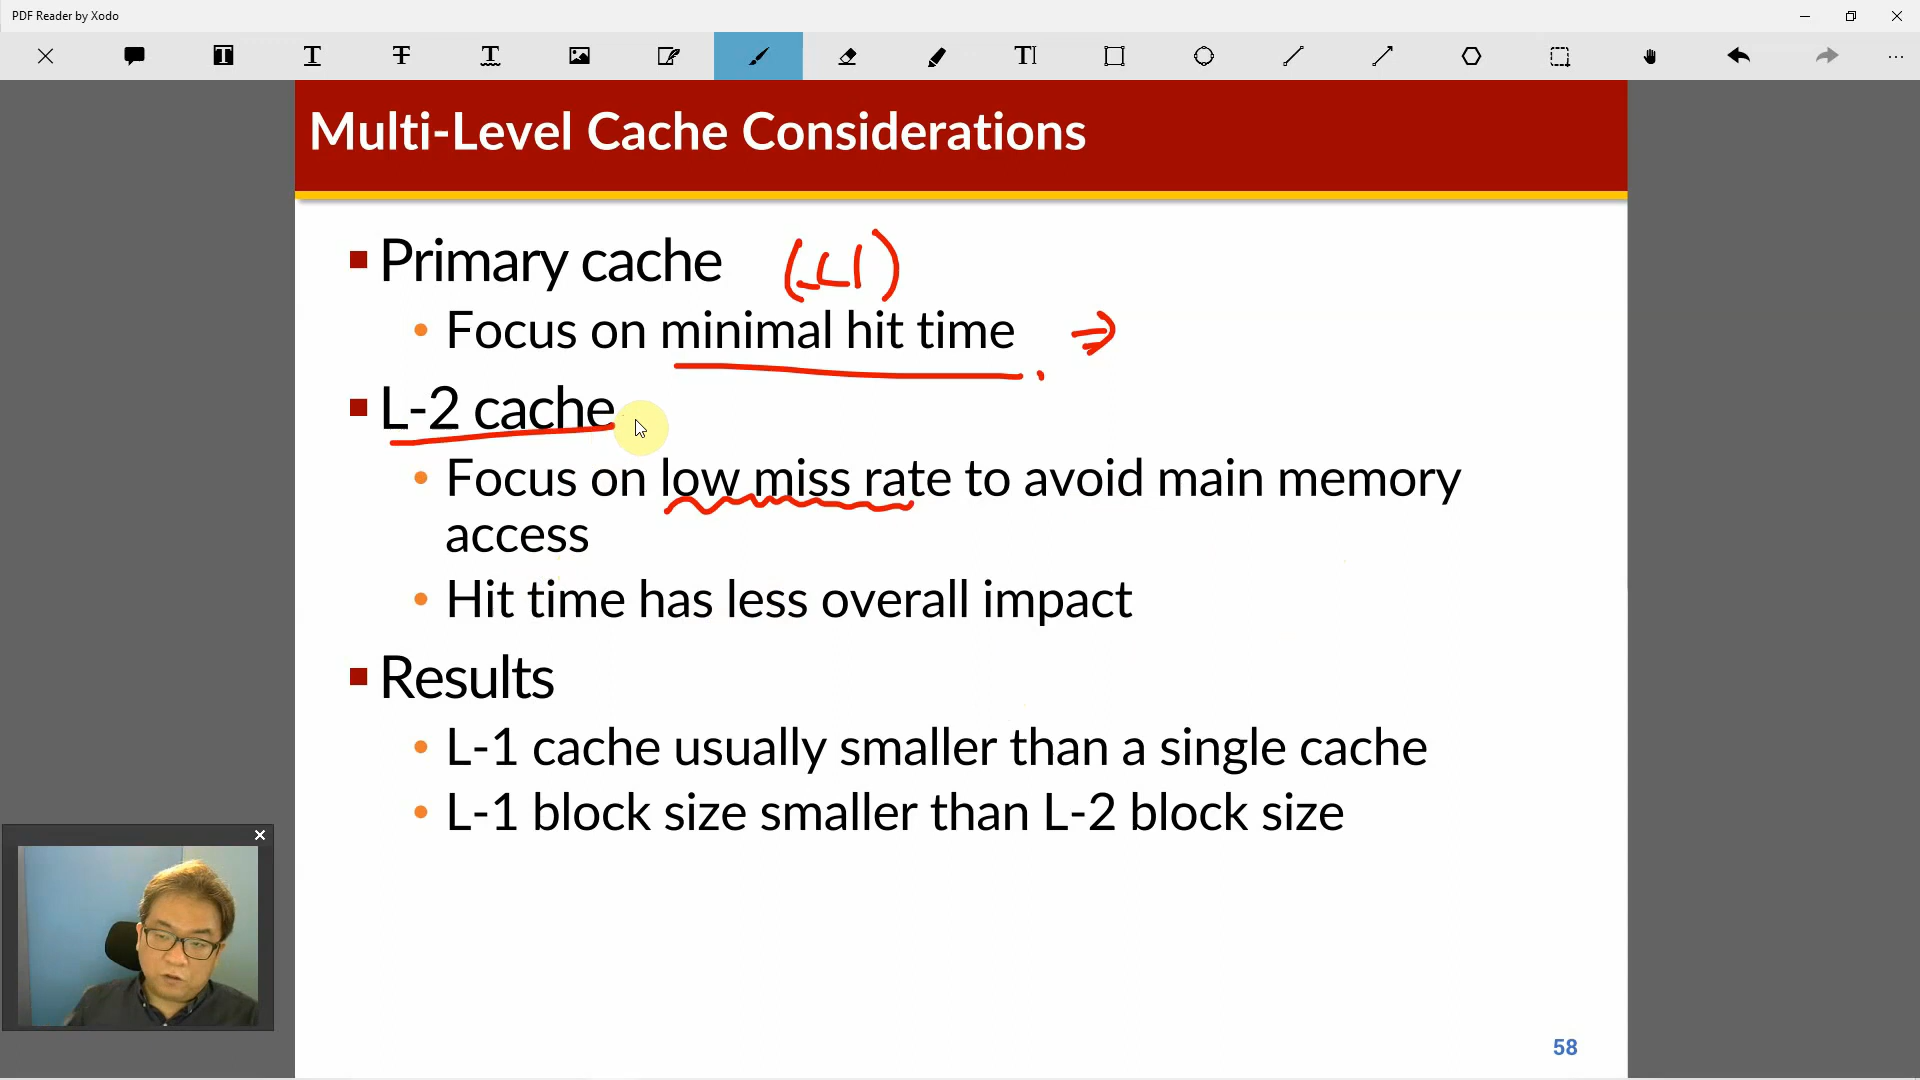 PDF Reader by Xodo
Multi-Level Cache Considerations
Primary cache (L1)
Focus on minimal hit time ⇒
L-2 cache
Focus on low miss rate to avoid main memory
access
Hit time has less overall impact
Results
L-1 cache usually smaller than a single cache
L-1 block size smaller than L-2 block size
58